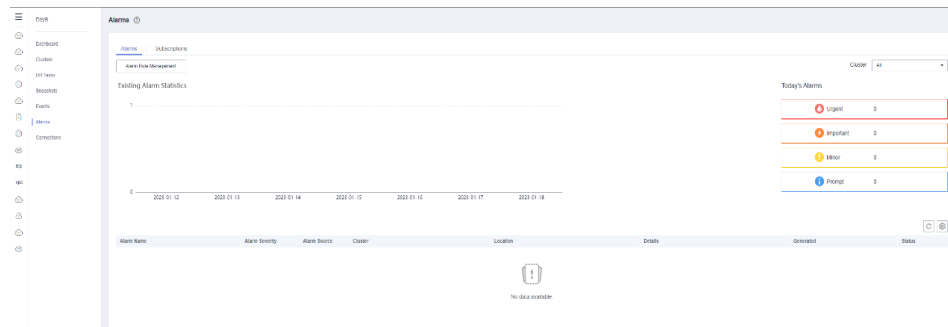 DWS
Alarms
Dashboard
Clusters
DR Tasks
Snapshots
Events
Alarms
Connections
Alarms
Subscriptions
Alarm Rule Management
Cluster
All
Existing Alarm Statistics
1
0
2023-01-12
2023-01-13
2023-01-14
2023-01-15
2023-01-16
2023-01-17
2023-01-18
Today's Alarms
Urgent 0
Important 0
Minor 0
Prompt 0
Alarm Name
Alarm Severity
Alarm Source
Cluster
Location
Details
Generated
Status
No data available.